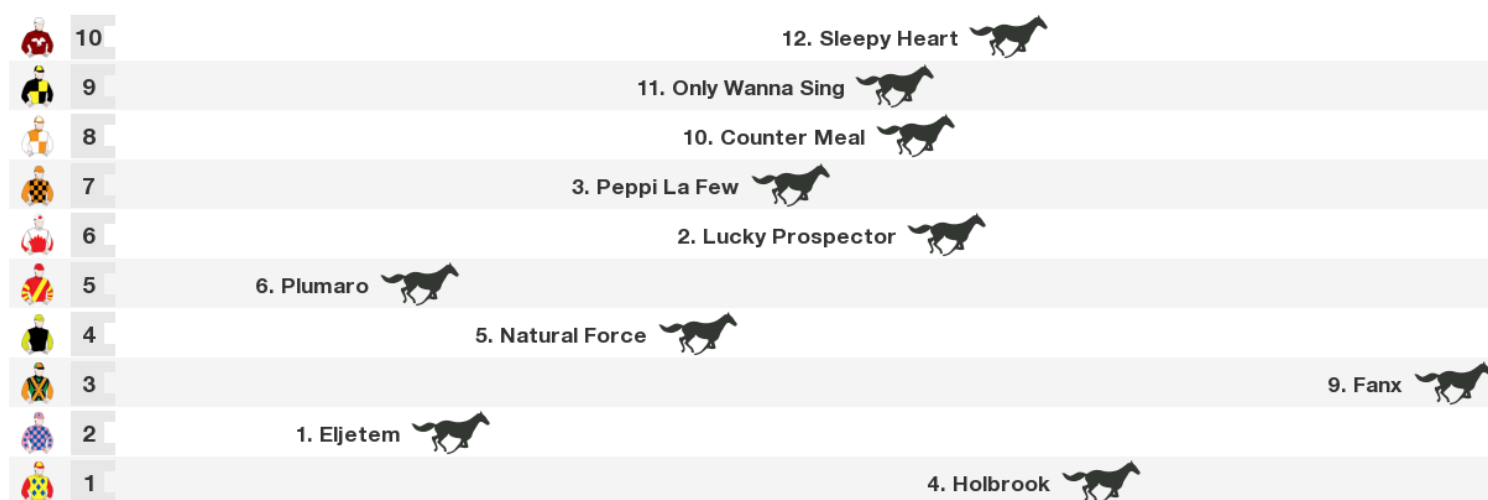 10 12. Sleepy Heart
9 11. Only Wanna Sing
8 10. Counter Meal
7 3. Peppi La Few
6 2. Lucky Prospector
5 6. Plumaro
4 5. Natural Force
3 9. Fanx
2 1. Eljetem
1 4. Holbrook